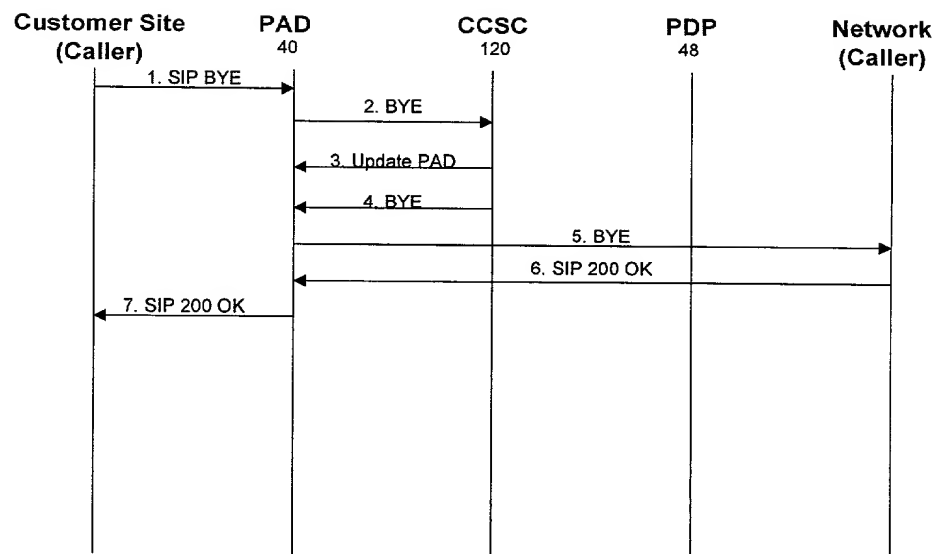 Customer Site
(Caller)
PAD
40
CCSC
120
PDP
48
Network
(Caller)
1. SIP BYE
2. BYE
3. Update PAD
4. BYE
5. BYE
6. SIP 200 OK
7. SIP 200 OK